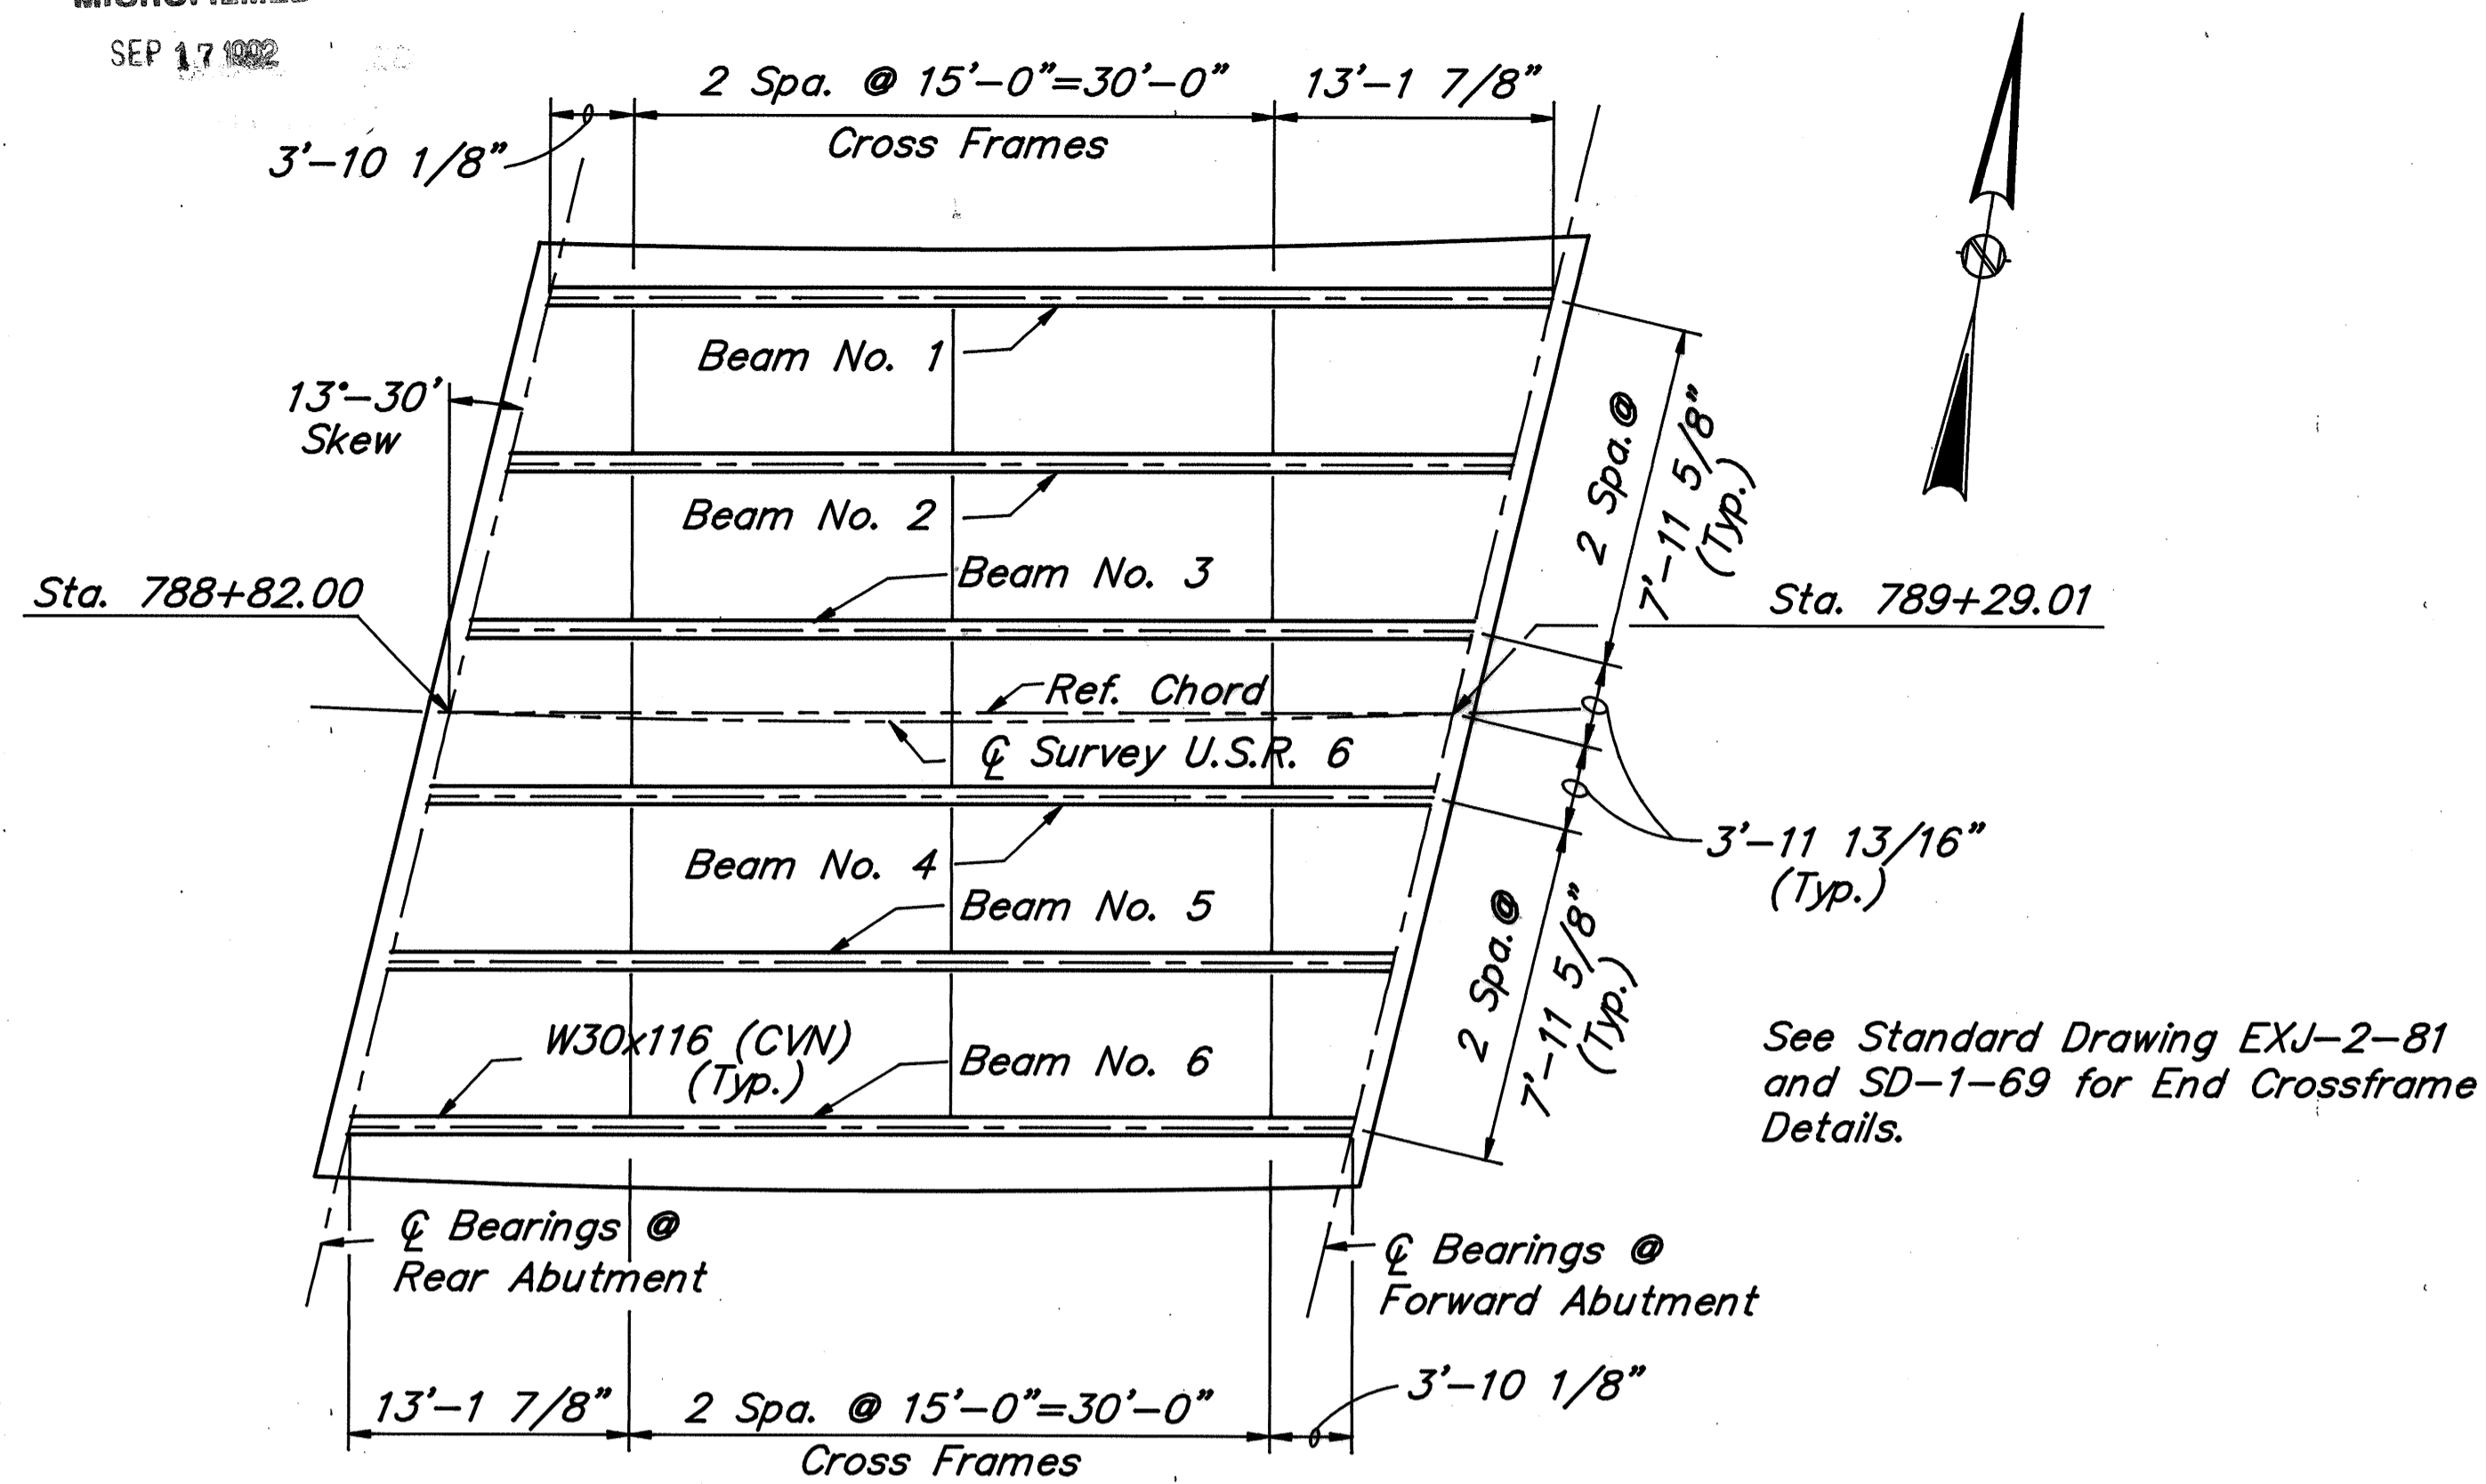 SEP 17 1992
2 Spa. @ 15'-0"=30'-0"
13'-1 7/8"
3'-10 1/8"
Cross Frames
Beam No. 1
13°-30'
Skew
Beam No. 2
2 Spa.@
7'-11 5/8"
(Typ.)
Beam No. 3
Sta. 788+82.00
Sta. 789+29.01
Ref. Chord
℄ Survey U.S.R. 6
3'-11 13/16"
(Typ.)
Beam No. 4
Beam No. 5
2 Spa.@
7'-11 5/8"
(Typ.)
W30x116 (CVN)
(Typ.)
Beam No. 6
See Standard Drawing EXJ-2-81
and SD-1-69 for End Crossframe
Details.
℄ Bearings @
Rear Abutment
℄ Bearings @
Forward Abutment
3'-10 1/8"
13'-1 7/8"
2 Spa. @ 15'-0"=30'-0"
Cross Frames